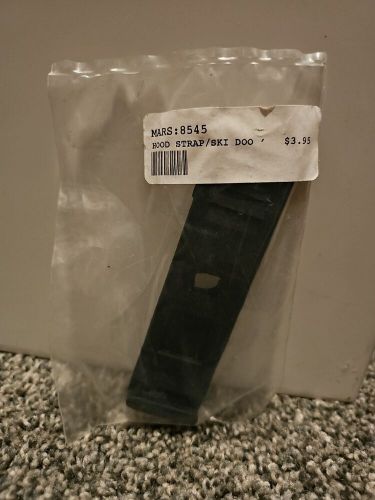 MARS:8545
HOOD STRAP/SKI DOO ' $3.95